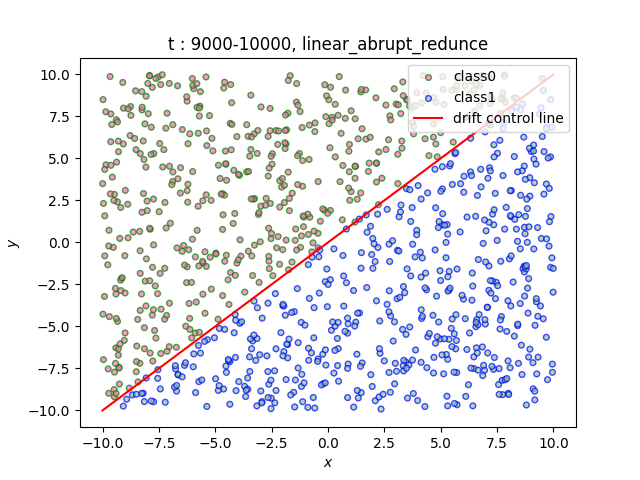 t : 9000-10000, linear_abrupt_redunce
class0
class1
drift control line
y
10.0
7.5
5.0
2.5
0.0
−2.5
−5.0
−7.5
−10.0
−10.0 −7.5 −5.0 −2.5 0.0 2.5 5.0 7.5 10.0
x